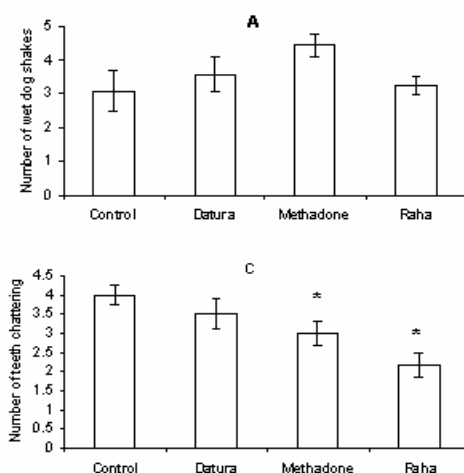 A
Number of wet dog shakes
5
4
3
2
1
0
Control Datura Methadone Raha
C
Number of teeth chattering
4.5
4
3.5
3
2.5
2
1.5
1
0.5
0
* *
Control Datura Methadone Raha